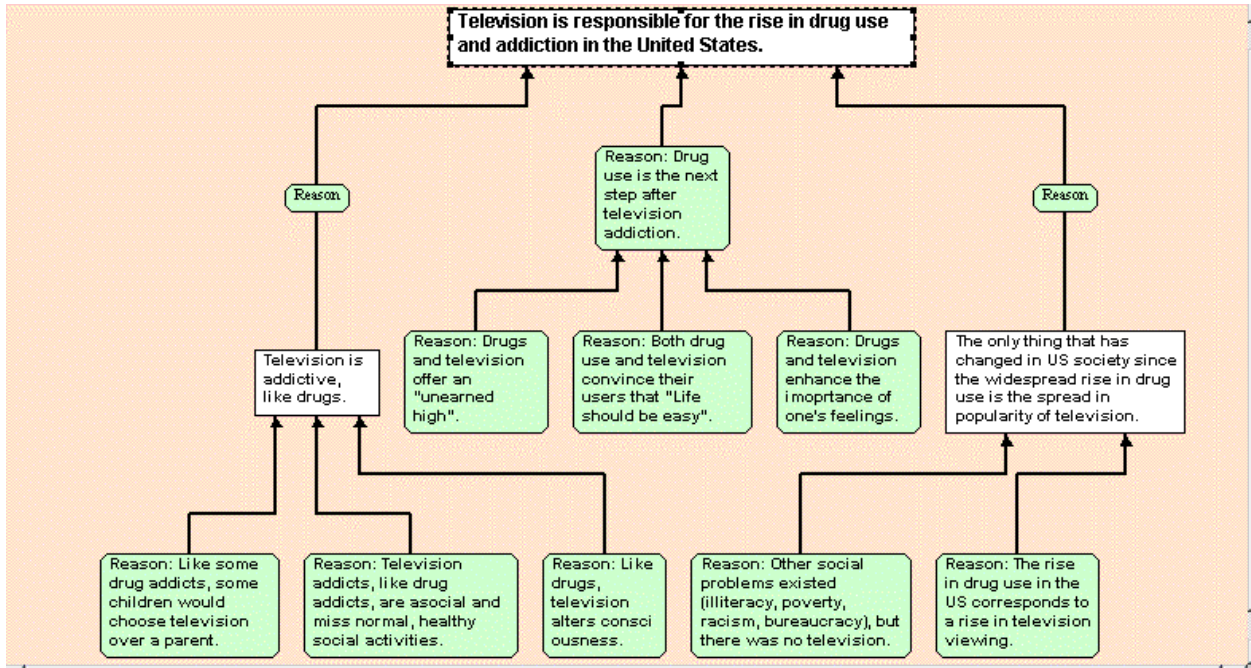 Television is responsible for the rise in drug use
and addiction in the United States.
Reason: Drug
use is the next
step after
television
addiction.
Reason
Reason
Television is
addictive,
like drugs.
Reason: Drugs
and television
offer an
"unearned
high".
Reason: Both drug
use and television
convince their
users that "Life
should be easy".
Reason: Drugs
and television
enhance the
imoprtance of
one's feelings.
The only thing that has
changed in US society since
the widespread rise in drug
use is the spread in
popularity of television.
Reason: Like some
drug addicts, some
children would
choose television
over a parent.
Reason: Television
addicts, like drug
addicts, are asocial and
miss normal, healthy
social activities.
Reason: Like
drugs,
television
alters consci
ousness.
Reason: Other social
problems existed
(illiteracy, poverty,
racism, bureaucracy), but
there was no television.
Reason: The rise
in drug use in the
US corresponds to
a rise in television
viewing.